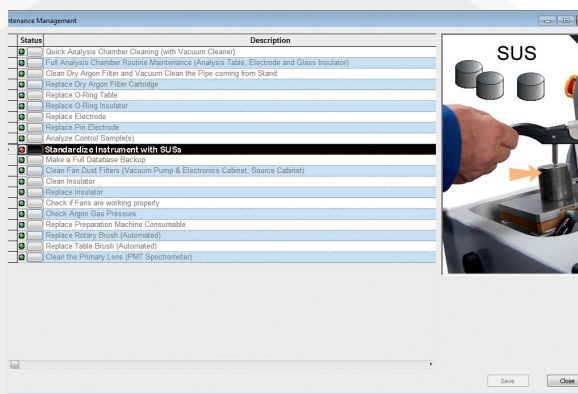 ntenance Management
Status Description
Quick Analysis Chamber Cleaning (with Vacuum Cleaner)
Full Analysis Chamber Routine Maintenance (Analysis Table, Electrode and Glass Insulator)
Clean Dry Argon Filter and Vacuum Clean the Pipe coming from Stand
Replace Dry Argon Filter Cartridge
Replace O-Ring Table
Replace O-Ring Insulator
Replace Electrode
Replace Pin Electrode
Analyze Control Sample(s)
Standardize Instrument with SUSs
Make a Full Database Backup
Clean Fan Dust Filters (Vacuum Pump & Electronics Cabinet, Source Cabinet)
Clean Insulator
Replace Insulator
Check if Fans are working properly
Check Argon Gas Pressure
Replace Preparation Machine Consumable
Replace Rotary Brush (Automated)
Replace Table Brush (Automated)
Clean the Primary Lens (PMT Spectrometer)
SUS
Save Close